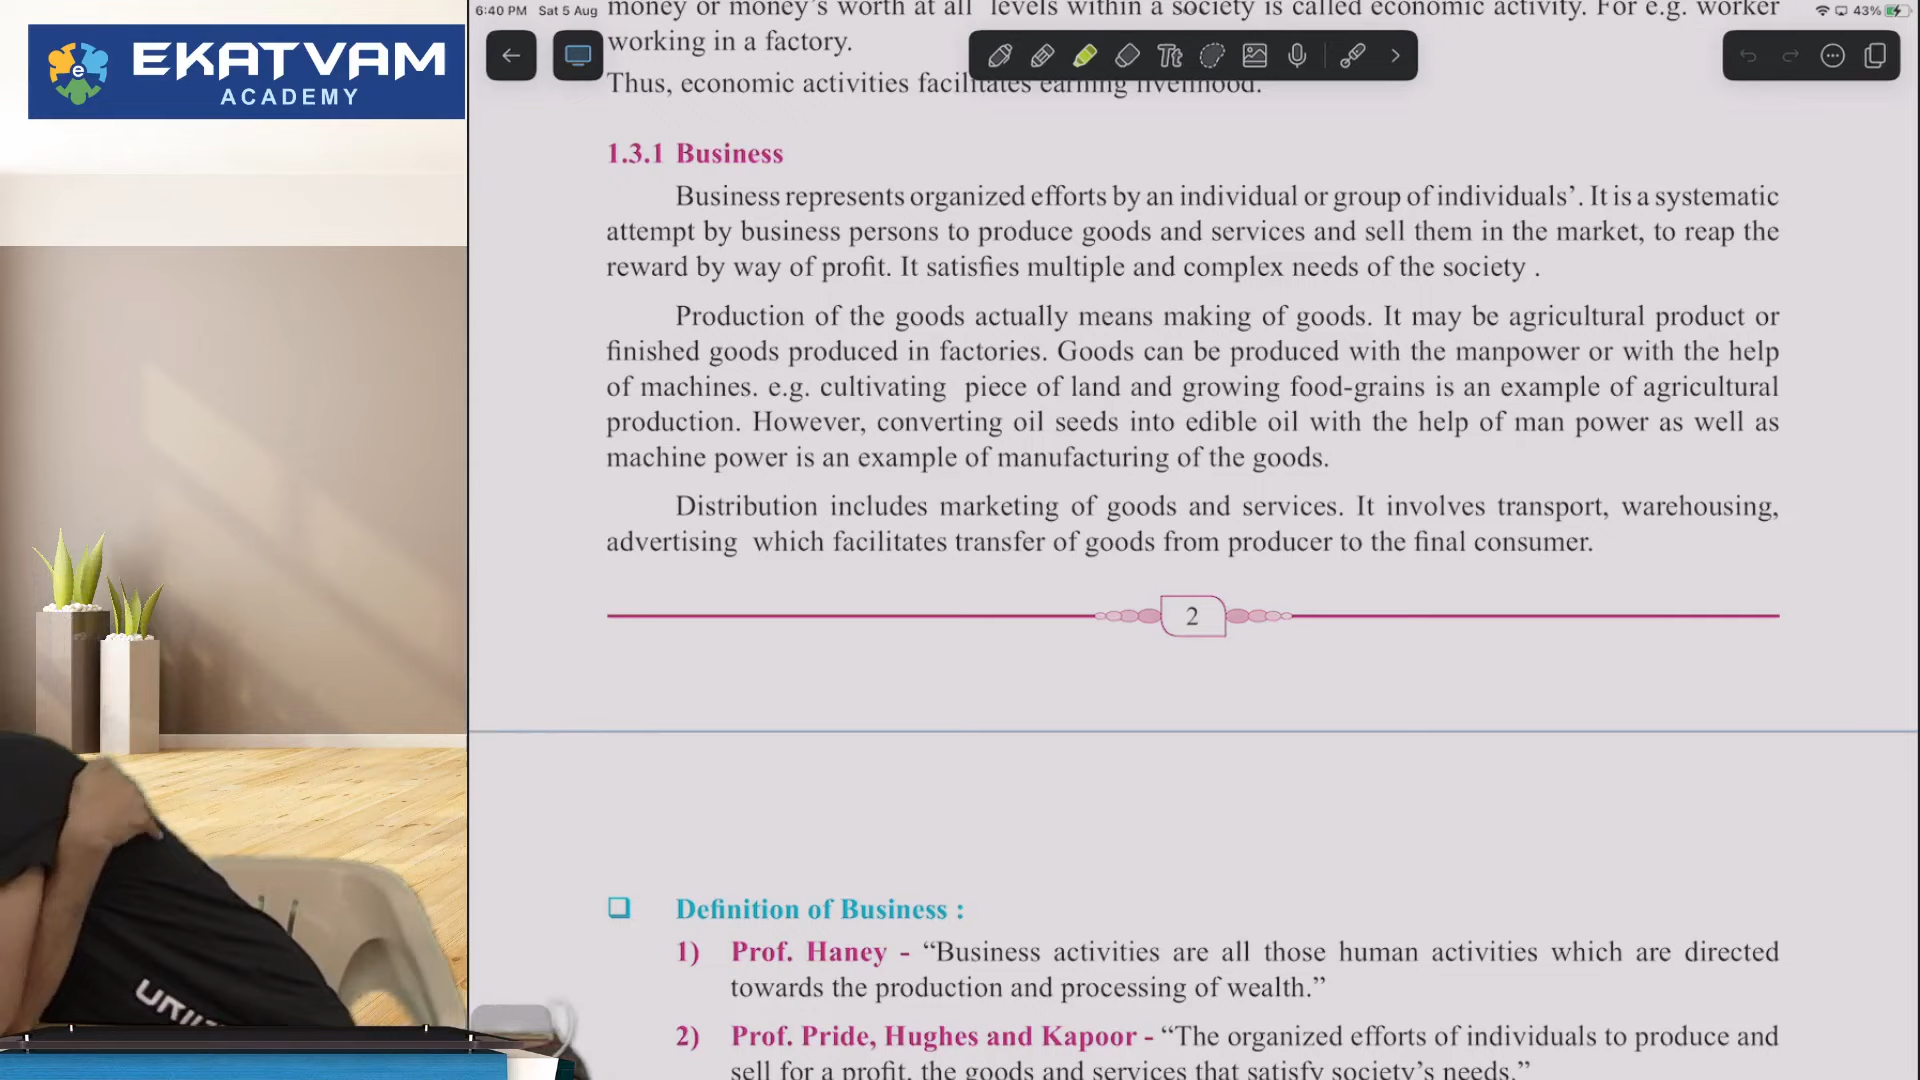 6:40 PM Sat 5 Aug
43%
EKATVAM
ACADEMY
money or money's worth at all levels within a society is called economic activity. For e.g. worker
working in a factory.
Tt
Thus, economic activities facilitates earning livelihood.
1.3.1 Business
Business represents organized efforts by an individual or group of individuals’. It is a systematic
attempt by business persons to produce goods and services and sell them in the market, to reap the
reward by way of profit. It satisfies multiple and complex needs of the society .
Production of the goods actually means making of goods. It may be agricultural product or
finished goods produced in factories. Goods can be produced with the manpower or with the help
of machines. e.g. cultivating piece of land and growing food-grains is an example of agricultural
production. However, converting oil seeds into edible oil with the help of man power as well as
machine power is an example of manufacturing of the goods.
Distribution includes marketing of goods and services. It involves transport, warehousing,
advertising which facilitates transfer of goods from producer to the final consumer.
2
Definition of Business :
1) Prof. Haney - “Business activities are all those human activities which are directed
towards the production and processing of wealth.”
2) Prof. Pride, Hughes and Kapoor - “The organized efforts of individuals to produce and
sell for a profit, the goods and services that satisfy society’s needs.”